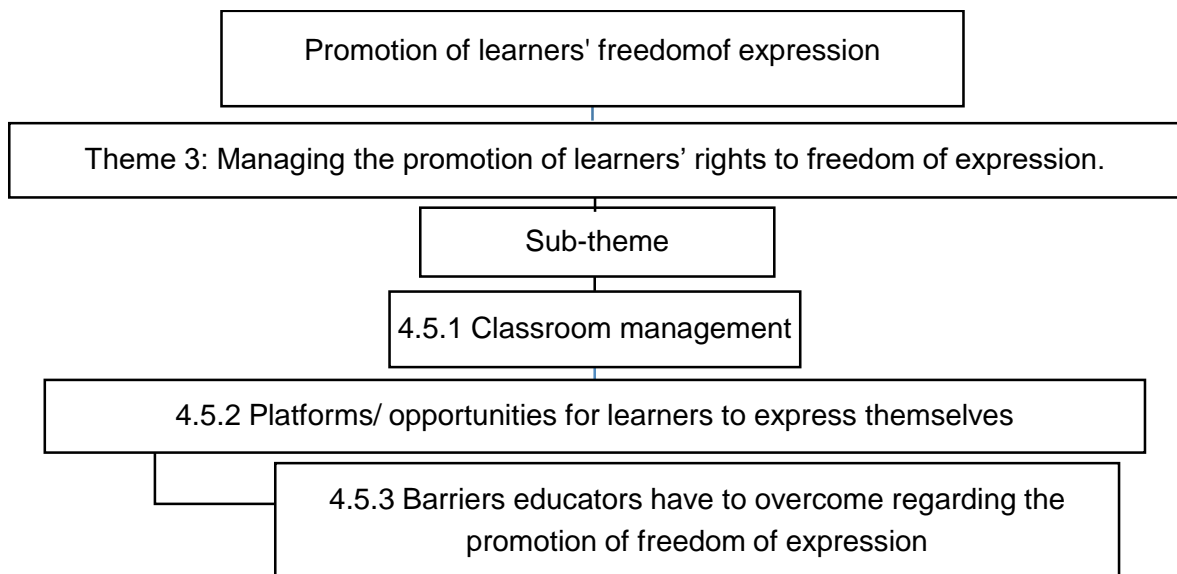 Promotion of learners' freedomof expression
Theme 3: Managing the promotion of learners’ rights to freedom of expression.
Sub-theme
4.5.1 Classroom management
4.5.2 Platforms/ opportunities for learners to express themselves
4.5.3 Barriers educators have to overcome regarding the
promotion of freedom of expression